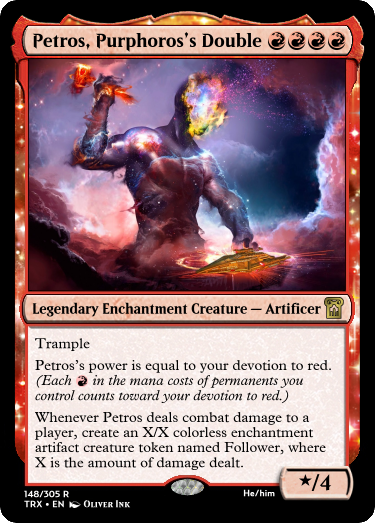 Petros, Purphoros's Double
Legendary Enchantment Creature — Artificer
Trample
Petros's power is equal to your devotion to red.
(Each in the mana costs of permanents you
control counts toward your devotion to red.)
Whenever Petros deals combat damage to a
player, create an X/X colorless enchantment
artifact creature token named Follower, where
X is the amount of damage dealt.
148/305 R
He/him
★/4
TRX • EN Oliver Ink